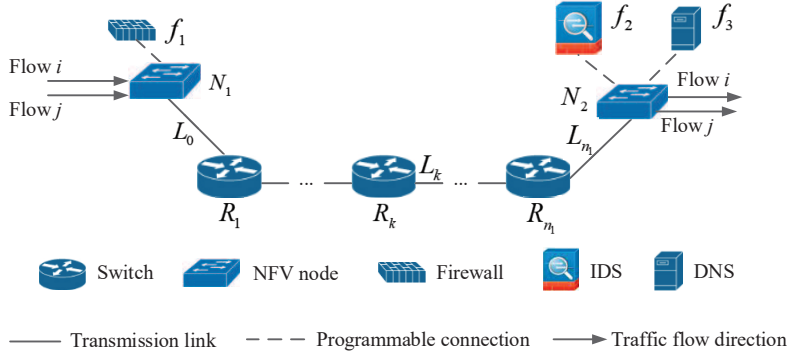 f₁
f₂
f₃
Flow i
N₁
Flow j
N₂
Flow i
Flow j
L₀
Lₙ₁
Lₖ
R₁
...
Rₖ
...
Rₙ₁
Switch
NFV node
Firewall
IDS
DNS
Transmission link
Programmable connection
Traffic flow direction